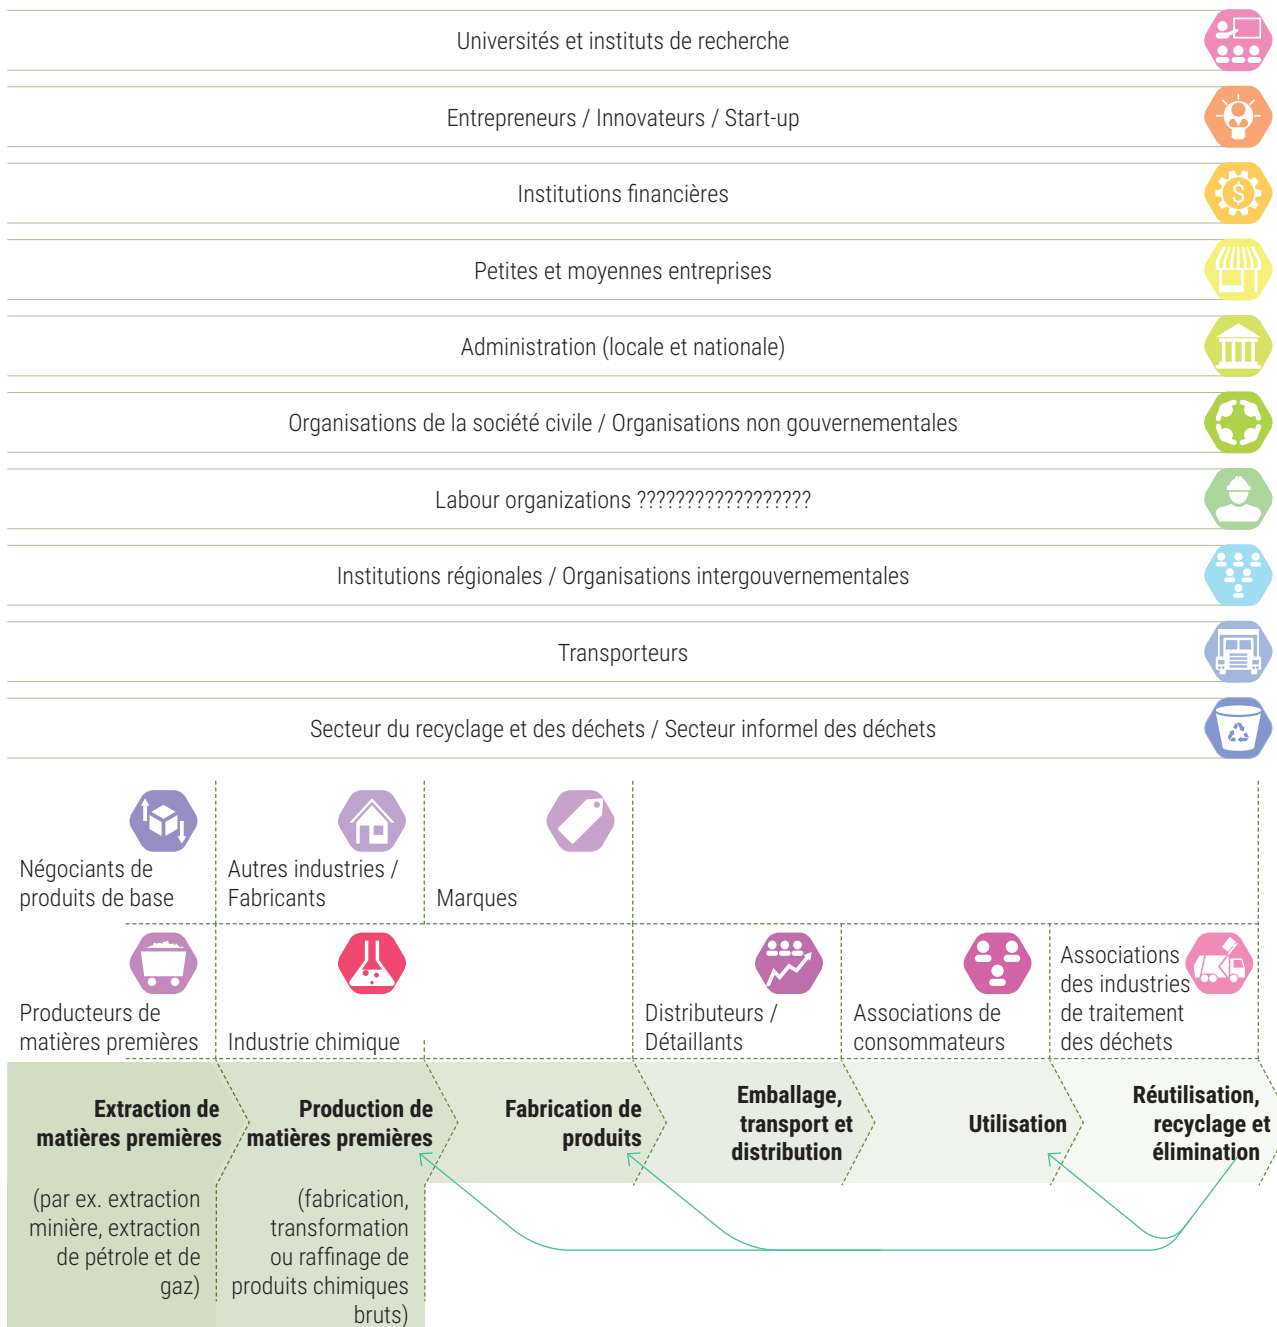 Universités et instituts de recherche
Entrepreneurs / Innovateurs / Start-up
Institutions financières
Petites et moyennes entreprises
Administration (locale et nationale)
Organisations de la société civile / Organisations non gouvernementales
Labour organizations ??????????????????
Institutions régionales / Organisations intergouvernementales
Transporteurs
Secteur du recyclage et des déchets / Secteur informel des déchets
Négociants de
produits de base
Autres industries /
Fabricants
Marques
Producteurs de
matières premières
Industrie chimique
Distributeurs /
Détaillants
Associations de
consommateurs
Associations
des industries
de traitement
des déchets
Extraction de
matières premières
Production de
matières premières
Fabrication de
produits
Emballage,
transport et
distribution
Utilisation
Réutilisation,
recyclage et
élimination
(par ex. extraction
minière, extraction
de pétrole et de
gaz)
(fabrication,
transformation
ou raffinage de
produits chimiques
bruts)